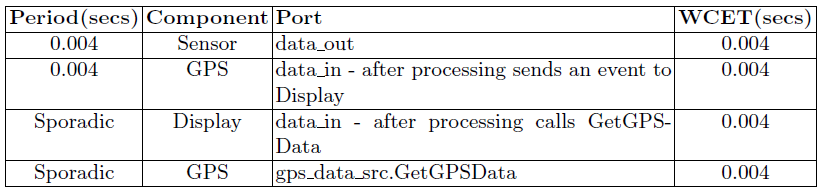 Period(secs) Component Port WCET(secs)
0.004 Sensor data_out 0.004
0.004 GPS data_in - after processing sends an event to 0.004
Display
Sporadic Display data_in - after processing calls GetGPS- 0.004
Data
Sporadic GPS gps_data_src.GetGPSData 0.004